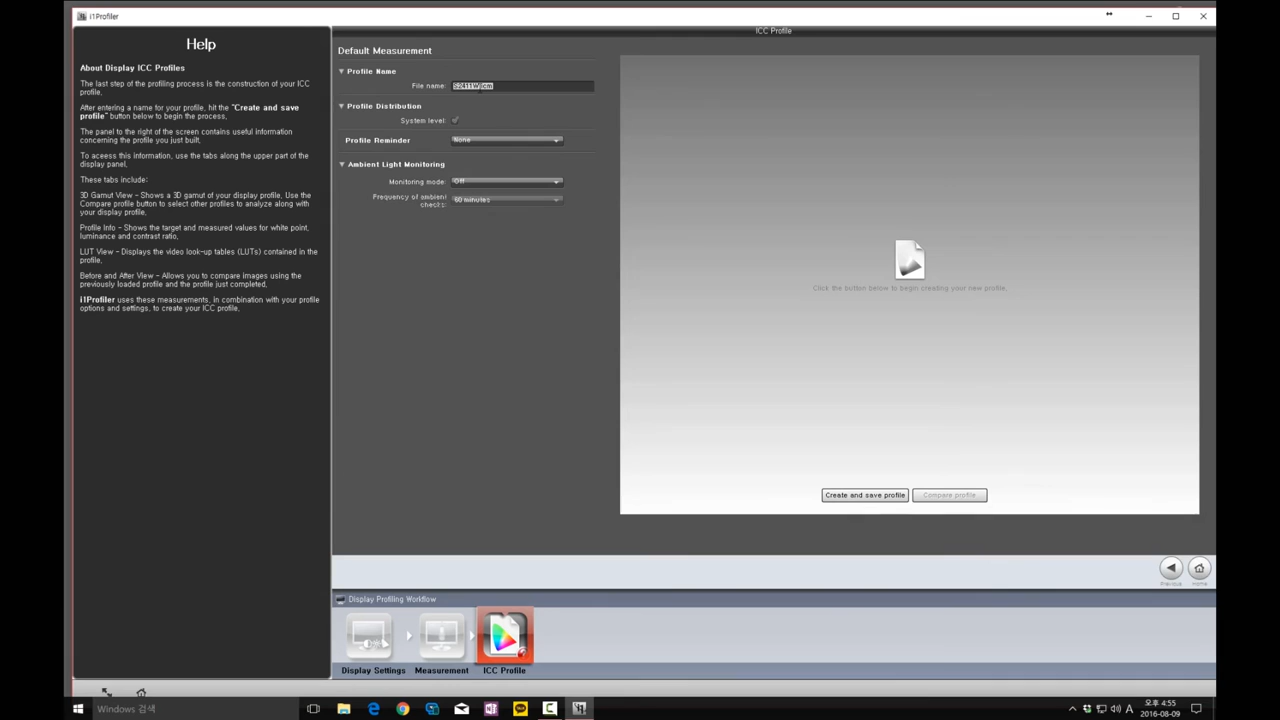 i1Profiler
Help
About Display ICC Profiles
The last step of the profiling process is the construction of your ICC
profile.
After entering a name for your profile, hit the "Create and save
profile" button below to begin the process.
The panel to the right of the screen contains useful information
concerning the profile you just built.
To acess this information, use the tabs along the upper part of the
display panel.
These tabs include:
3D Gamut View - Shows a 3D gamut of your display profile. Use the
Compare profile button to select other profiles to analyze along with
your display profile.
Profile Info - Shows the target and measured values for white point,
luminance and contrast ratio.
LUT View - Displays the video look-up tables (LUTs) contained in the
profile.
Before and After View - Allows you to compare images using the
previously loaded profile and the profile just completed.
i1Profiler uses these measurements, in combination with your profile
options and settings, to create your ICC profile.
ICC Profile
Default Measurement
Profile Name
File name:
Profile Distribution
System level:
Profile Reminder None
Ambient Light Monitoring
Monitoring mode: Off
Frequency of ambient
checks: 60 minutes
Click the button below to begin creating your new profile.
Create and save profile Compare profile
Previous Home
Display Profiling Workflow
Display Settings Measurement ICC Profile
Windows 검색
A
오후 4:55
2016-08-09